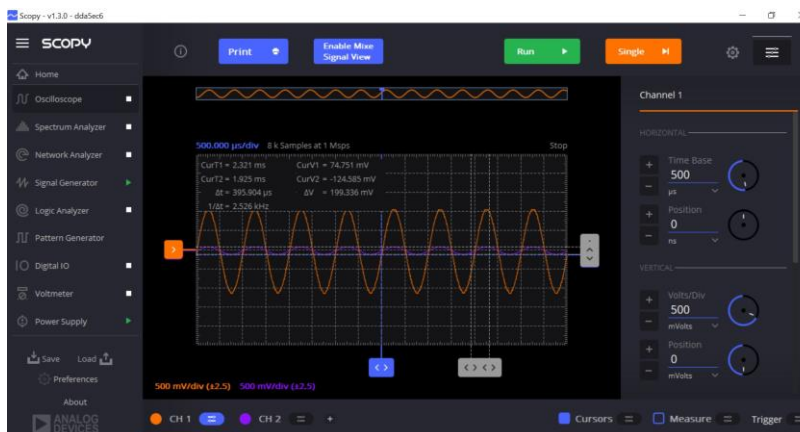 Scopy - v1.3.0 - dda5ec6
SCOPY
Print
Enable Mixe
Signal View
Run
Single
Home
Oscilloscope
Spectrum Analyzer
Network Analyzer
Signal Generator
Logic Analyzer
Pattern Generator
Digital IO
Voltmeter
Power Supply
Save Load
Preferences
About
ANALOG
DEVICES
500.000 µs/div 8 k Samples at 1 Msps Stop
CurT1 = 2.321 ms CurV1 = 74.751 mV
CurT2 = 1.925 ms CurV2 = -124.585 mV
Δt = 395.904 µs ΔV = 199.336 mV
1/Δt = 2.526 kHz
500 mV/div (±2.5) 500 mV/div (±2.5)
CH 1 CH 2 + Cursors Measure Trigger
Channel 1
HORIZONTAL
Time Base
500
µs
Position
0
ns
VERTICAL
Volts/Div
500
mVolts
Position
0
mVolts